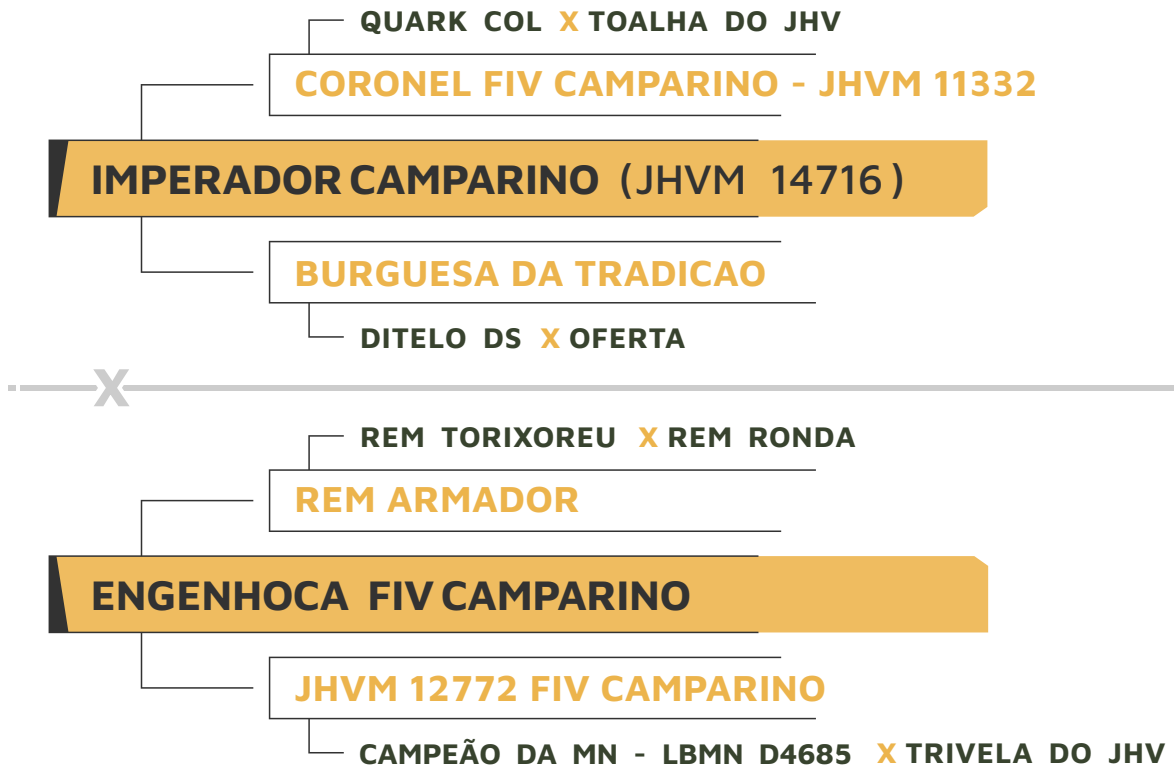 QUARK COL X TOALHA DO JHV
CORONEL FIV CAMPARINO - JHVM 11332
IMPERADOR CAMPARINO (JHVM 14716)
BURGUESA DA TRADICAO
DITELO DS X OFERTA
X
REM TORIXOREU X REM RONDA
REM ARMADOR
ENGENHOCA FIV CAMPARINO
JHVM 12772 FIV CAMPARINO
CAMPEÃO DA MN - LBMN D4685 X TRIVELA DO JHV